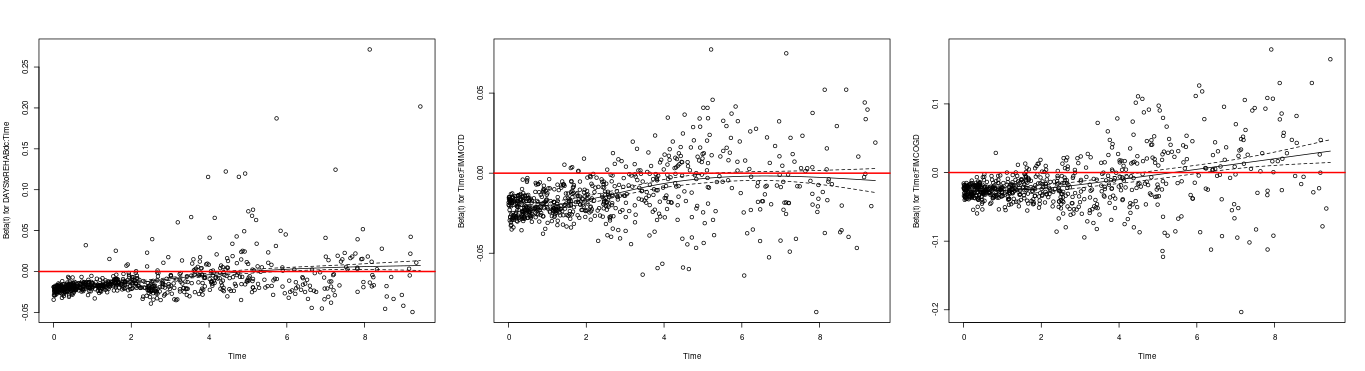 Beta(t) for DAYStoREHABdc:Time
0.25
0.20
0.15
0.10
0.05
0.00
-0.05
0 2 4 6 8
Time
Beta(t) for Time:FIMMOTD
0.05
0.00
-0.05
0 2 4 6 8
Time
Beta(t) for Time:FIMCOGD
0.1
0.0
-0.1
-0.2
0 2 4 6 8
Time